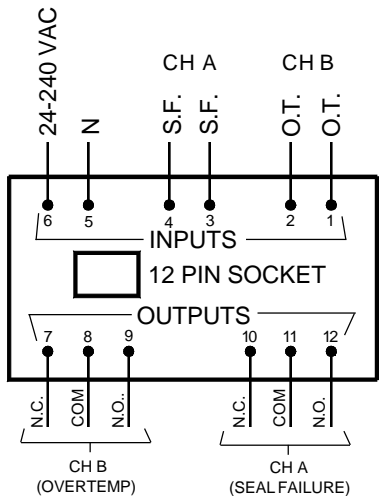 CH A CH B
24-240 VAC N S.F. S.F. O.T. O.T.
6 5 4 3 2 1
INPUTS
12 PIN SOCKET
OUTPUTS
7 8 9 10 11 12
N.C. COM N.O.. N.C. COM N.O.
CH B CH A
(OVERTEMP) (SEAL FAILURE)